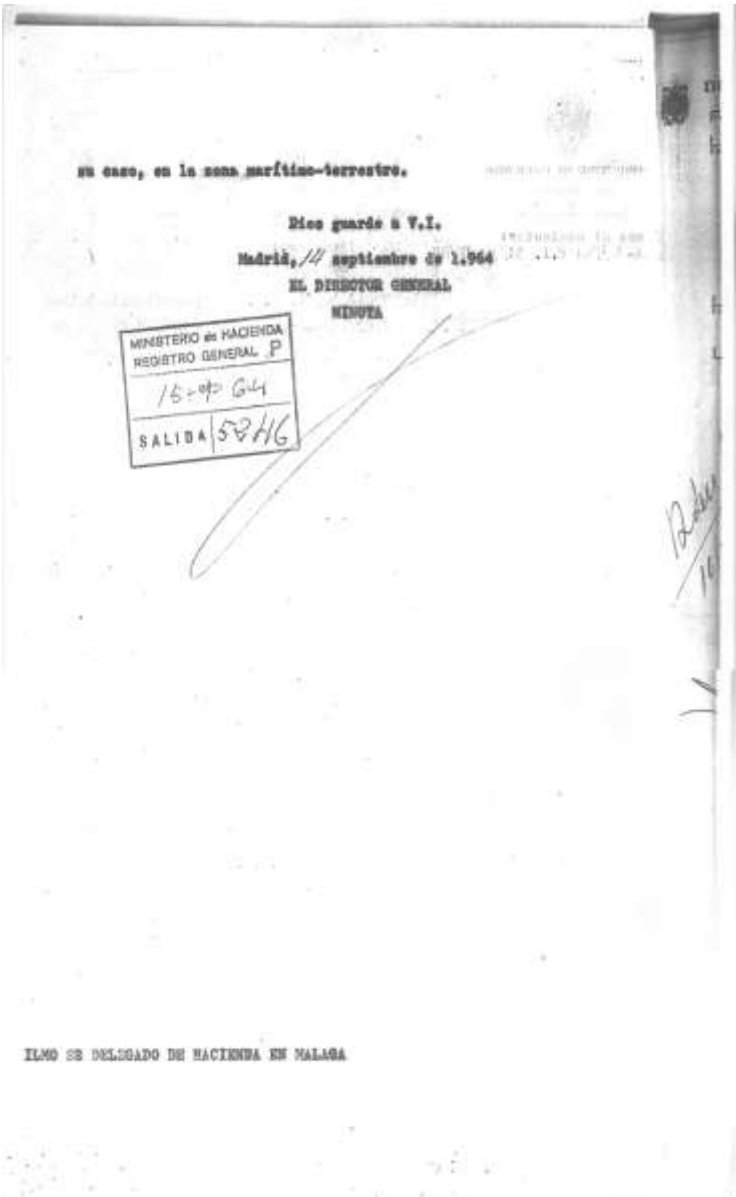 su caso, en la zona marítimo-terrestre.
Dios guarde a V.I.
Madrid, 14 septiembre de 1.964
EL DIRECTOR GENERAL
MINUTA
MINISTERIO de HACIENDA
REGISTRO GENERAL P
15- 64
SALIDA 5246
ILMO SR DELEGADO DE HACIENDA EN MALAGA